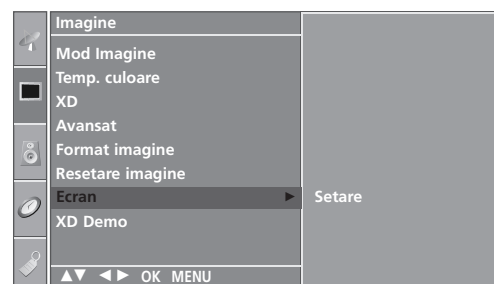 Imagine
Mod Imagine
Temp. culoare
XD
Avansat
Format imagine
Resetare imagine
Ecran ► Setare
XD Demo
▲▼ ◄► OK MENU